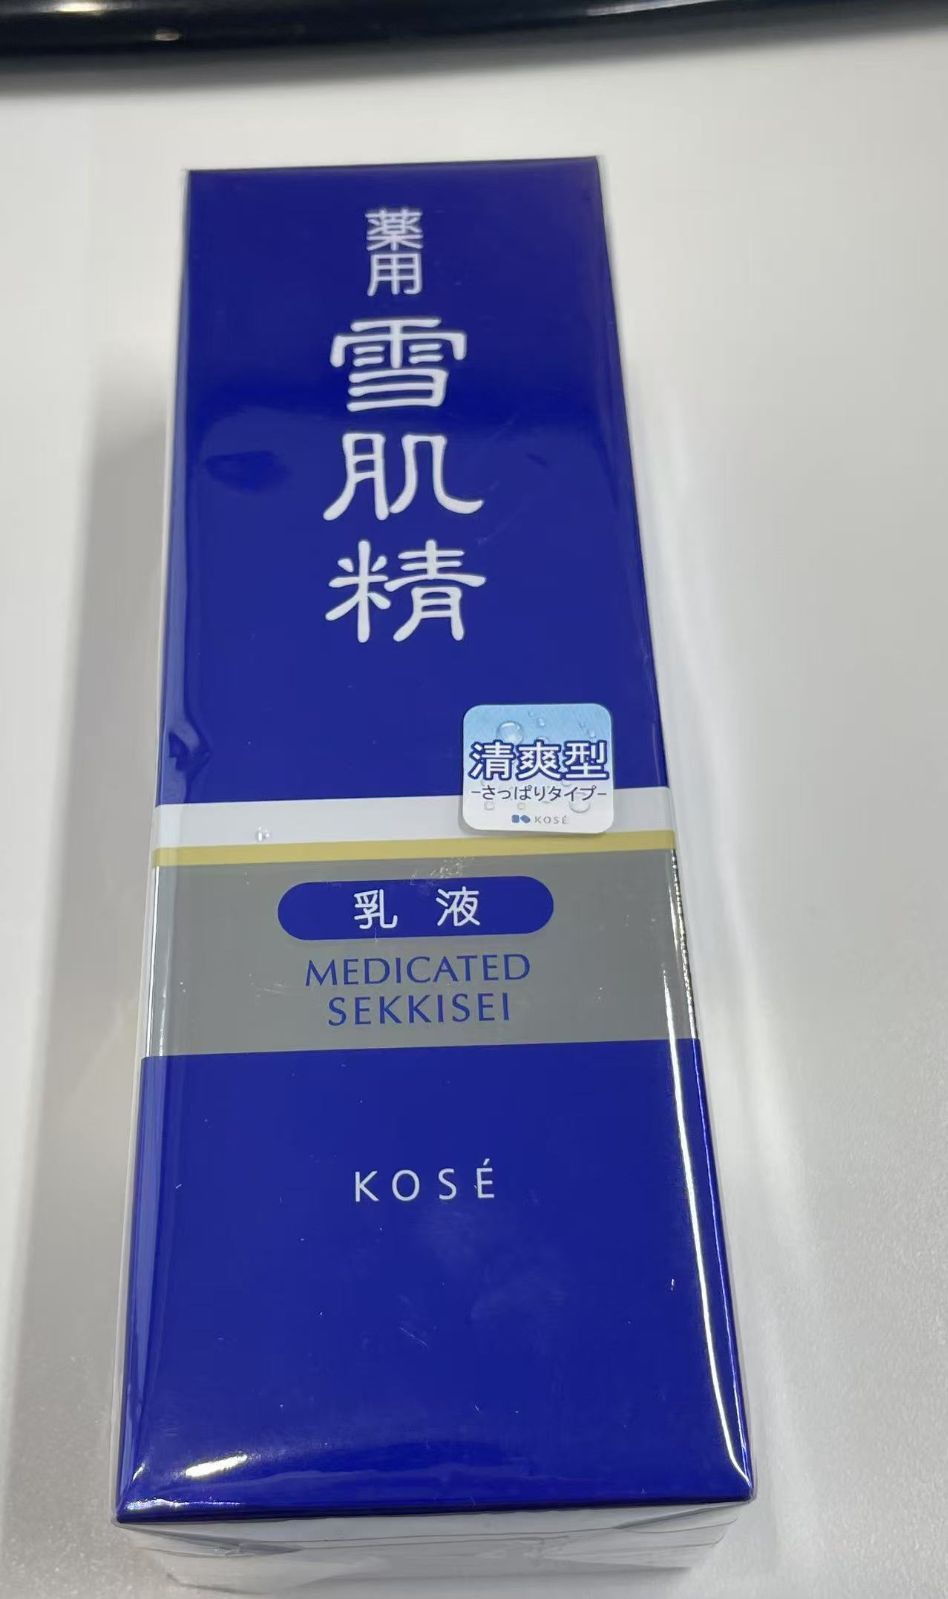 薬用
雪肌精
清爽型
-さっぱりタイプ-
KOSÉ
乳液
MEDICATED
SEKKISEI
KOSÉ